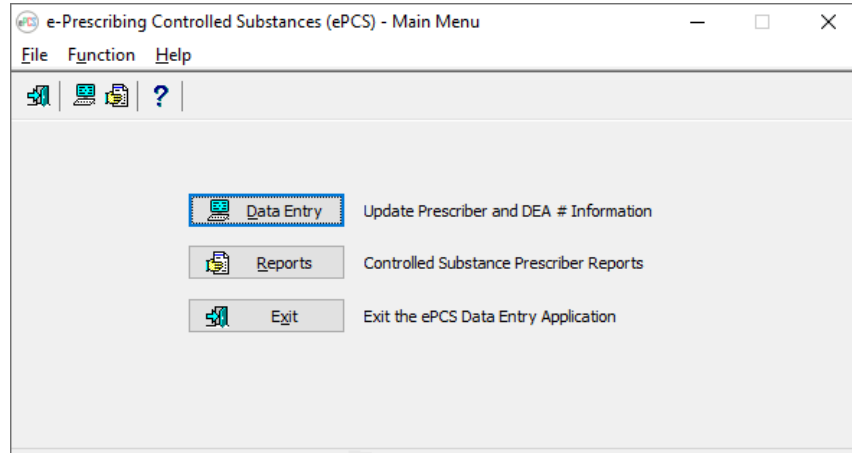 e-Prescribing Controlled Substances (ePCS) - Main Menu
File Function Help
?
Data Entry Update Prescriber and DEA # Information
Reports Controlled Substance Prescriber Reports
Exit Exit the ePCS Data Entry Application